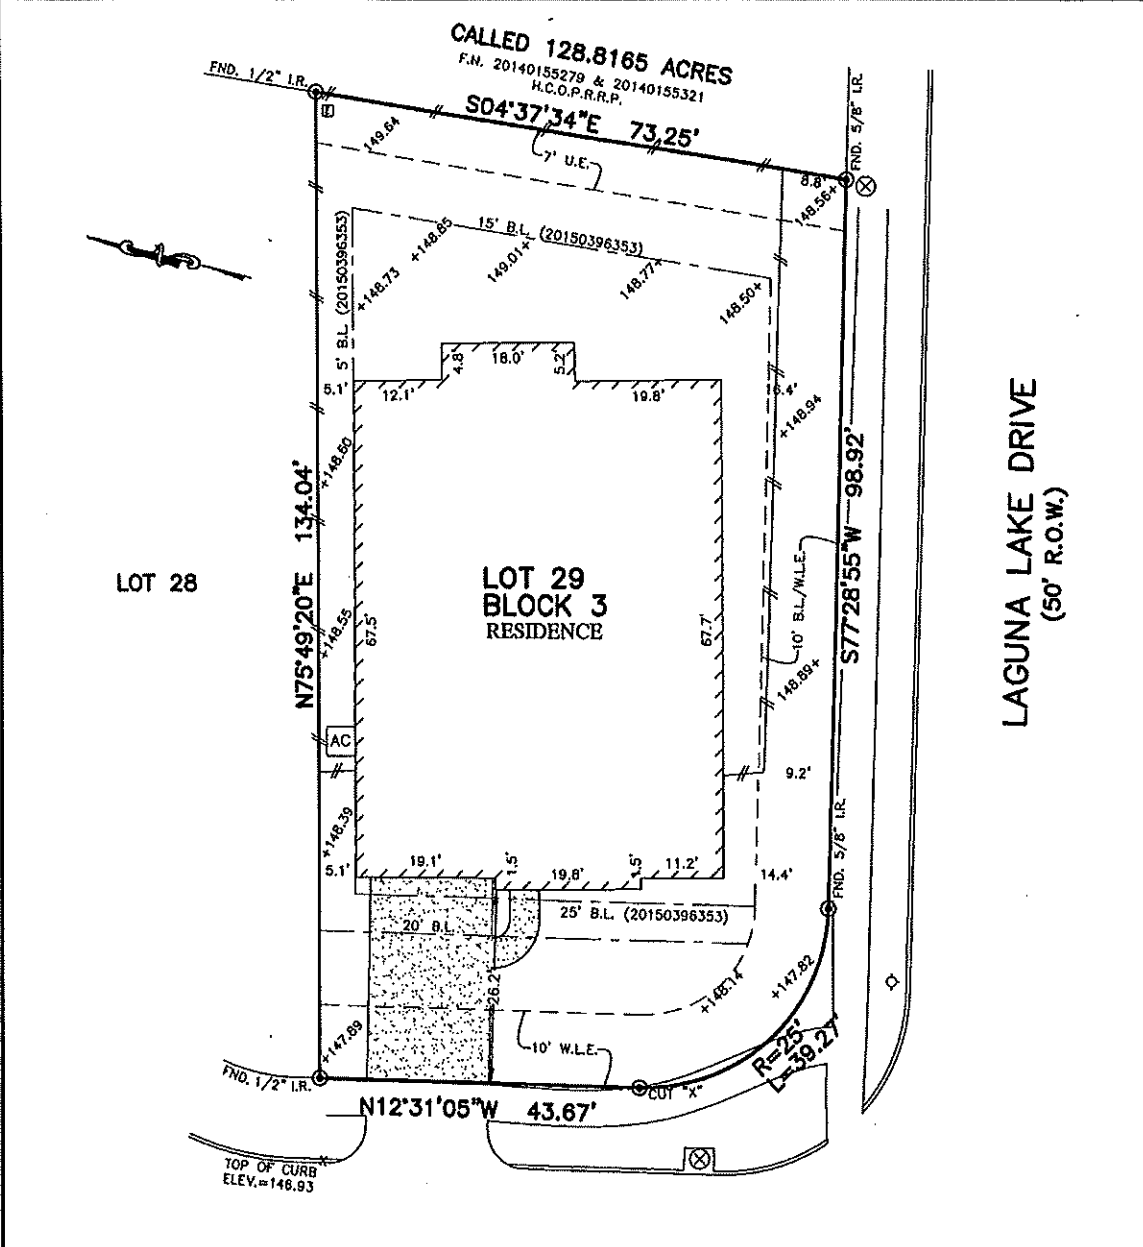 CALLED 128.8165 ACRES
F.N. 20140155279 & 20140155321
H.C.O.P.R.R.P.
S04°37'34"E 73.25'
FND. 1/2" I.R.
FND. 5/8" I.R.
E
149.64
7' U.E.
8.8'
148.56+
15' B.L. (20150396353)
5' B.L. (20150396353)
+148.73
+148.85
149.01+
148.77+
148.50+
4.8'
18.0'
5.2'
5.1'
12.1'
19.8'
16.4'
+148.94
+148.60
N75°49'20"E 134.04'
S77°28'55"W 98.92'
LAGUNA LAKE DRIVE
(50' R.O.W.)
LOT 28
LOT 29
BLOCK 3
RESIDENCE
+148.55
67.5'
67.7'
10' B.L./W.L.E.
148.89+
AC
9.2'
+148.39
5.1'
19.1'
1.5'
19.8'
1.5'
11.2'
14.4'
FND. 5/8" I.R.
25' B.L. (20150396353)
20' B.L.
26.2'
+148.14
+147.82
+147.89
10' W.L.E.
R=25'
L=39.27'
FND. 1/2" I.R.
CUT "X"
N12°31'05"W 43.67'
TOP OF CURB
ELEV.=146.93